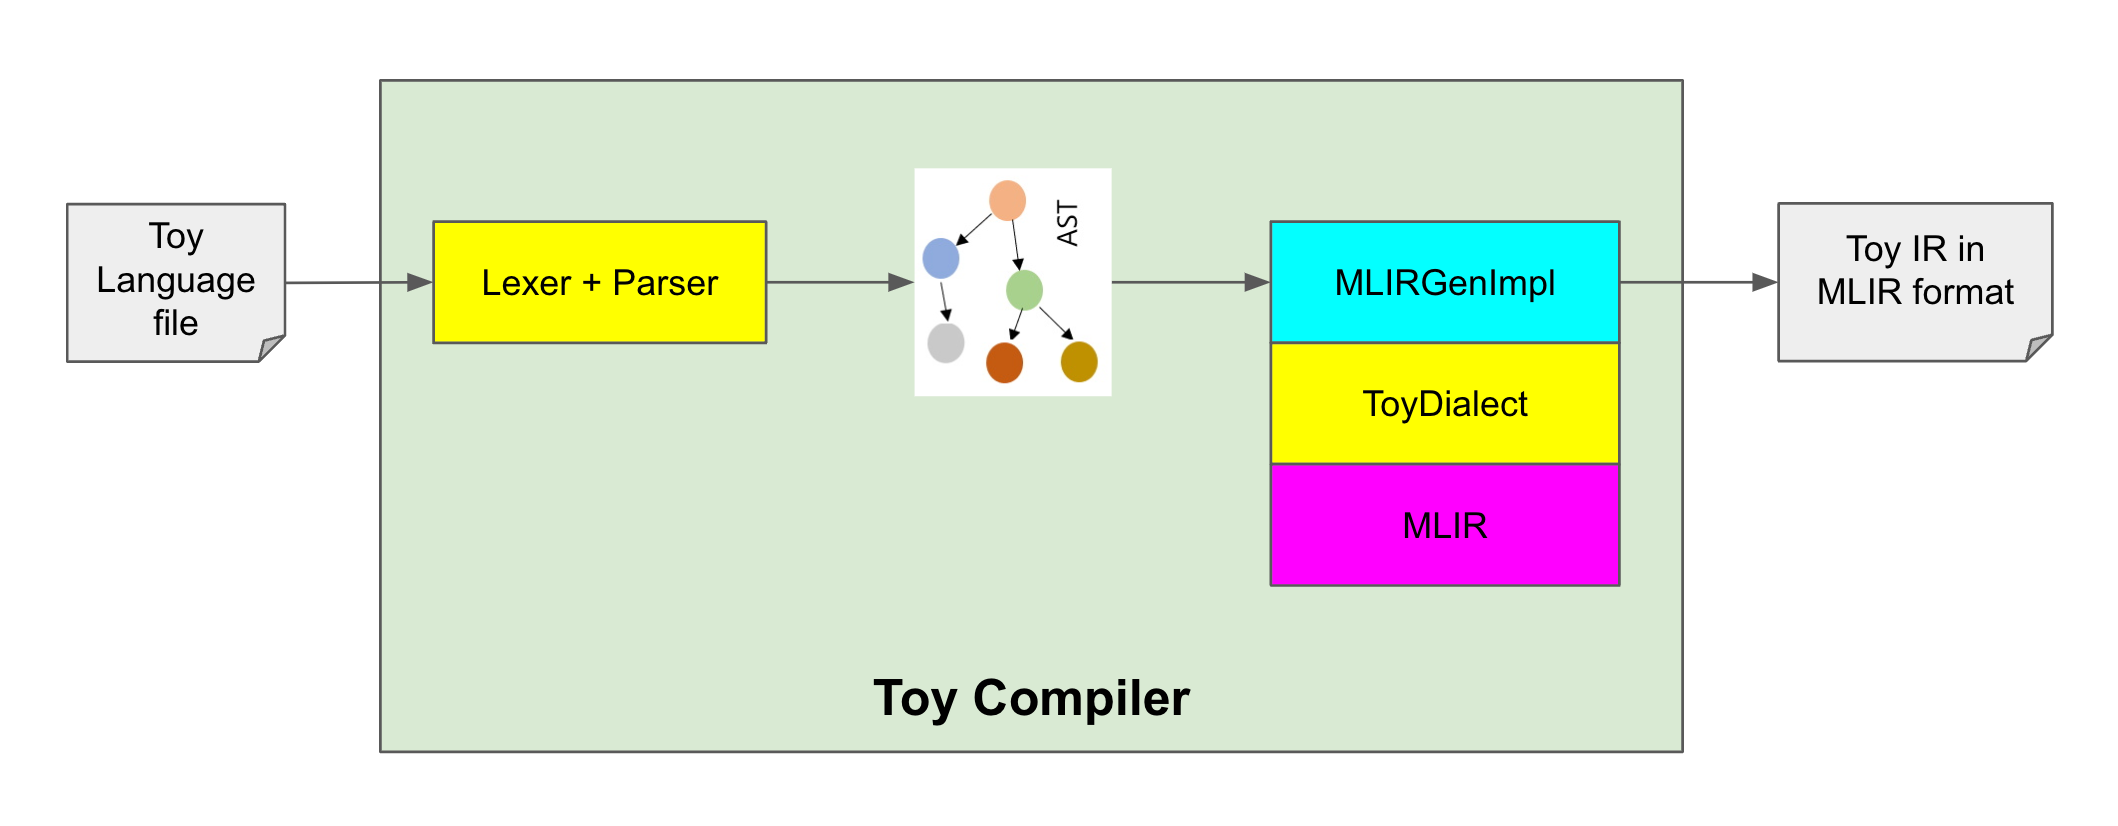 Toy
Language
file
Lexer + Parser
AST
MLIRGenImpl
ToyDialect
MLIR
Toy IR in
MLIR format
Toy Compiler